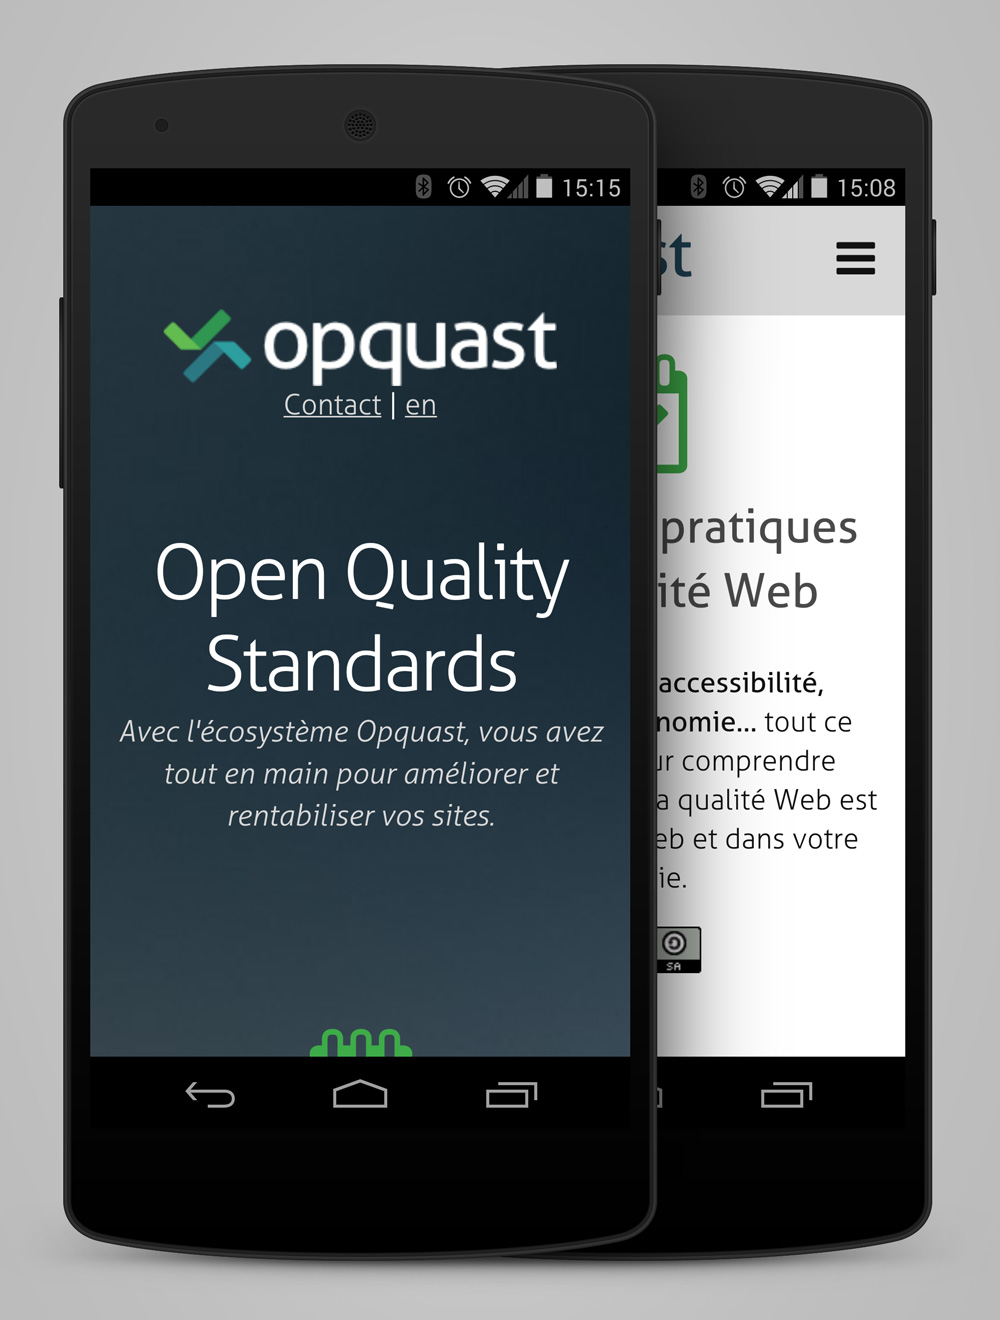 15:15
opquast
Contact | en
Open Quality
Standards
Avec l'écosystème Opquast, vous avez
tout en main pour améliorer et
rentabiliser vos sites.
15:08
st
pratiques
ité Web
accessibilité,
nomie... tout ce
ur comprendre
a qualité Web est
eb et dans votre
ie.
SA